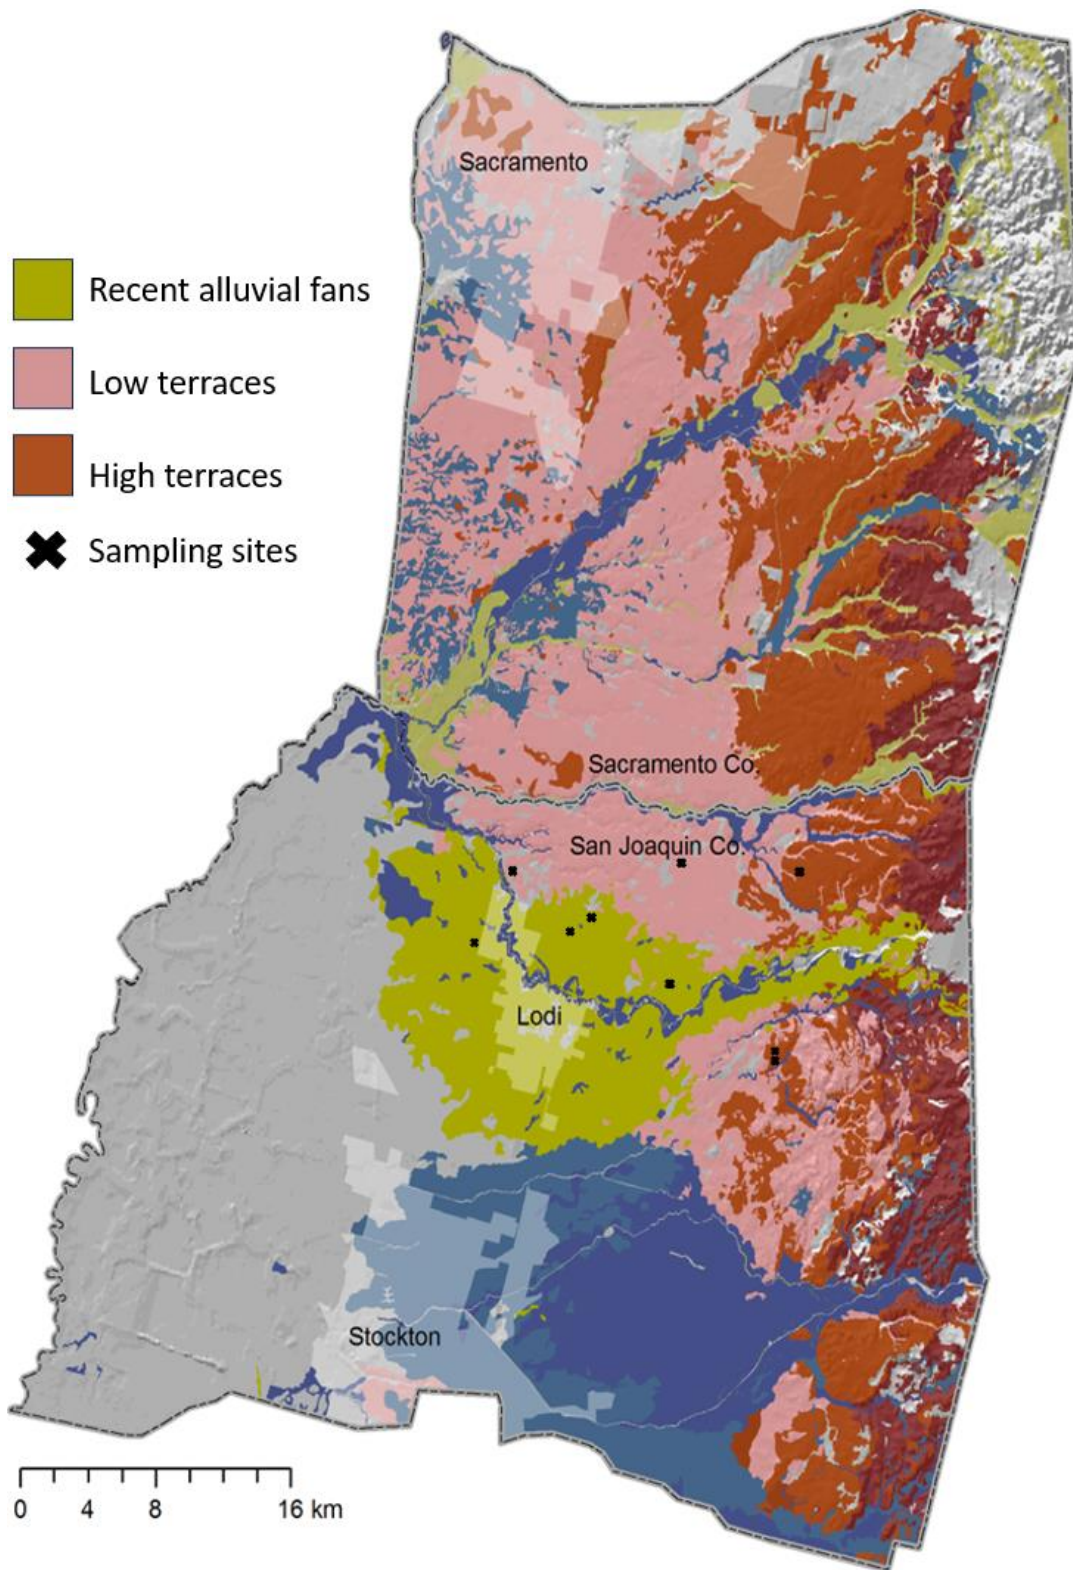 Sacramento
Recent alluvial fans
Low terraces
High terraces
Sampling sites
Sacramento Co.
San Joaquin Co.
Lodi
Stockton
0 4 8 16 km